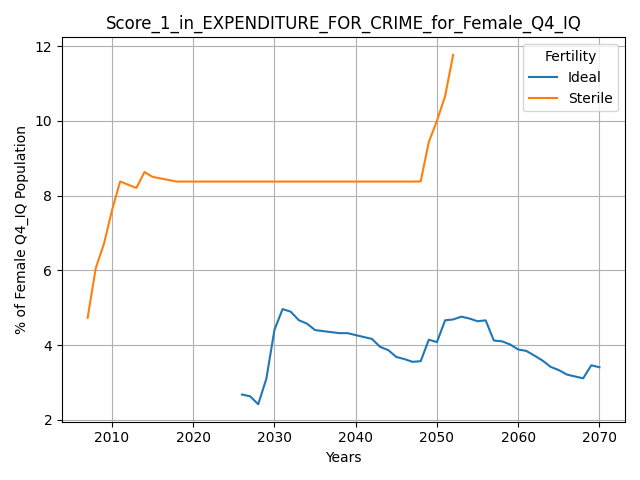 Score_1_in_EXPENDITURE_FOR_CRIME_for_Female_Q4_IQ
% of Female Q4_IQ Population
12
10
8
6
4
2
Fertility
Ideal
Sterile
2010 2020 2030 2040 2050 2060 2070
Years